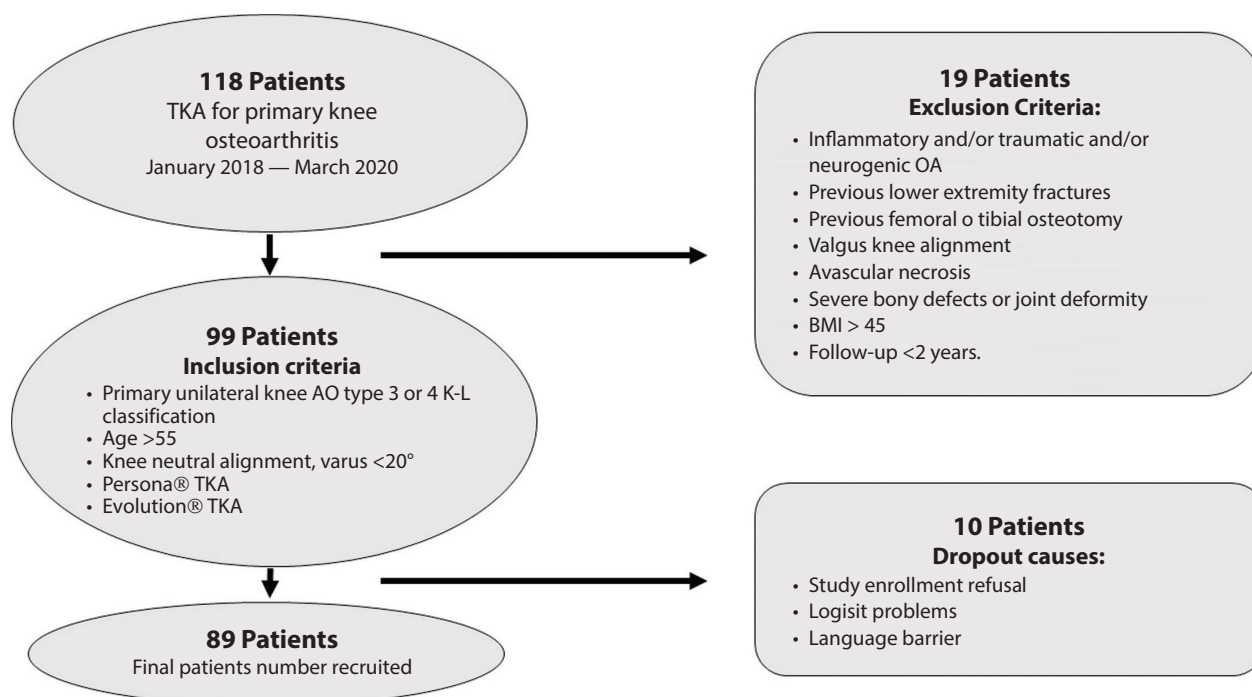 118 Patients
TKA for primary knee
osteoarthritis
January 2018 — March 2020
19 Patients
Exclusion Criteria:
• Inflammatory and/or traumatic and/or
neurogenic OA
• Previous lower extremity fractures
• Previous femoral o tibial osteotomy
• Valgus knee alignment
• Avascular necrosis
• Severe bony defects or joint deformity
• BMI > 45
• Follow-up <2 years.
99 Patients
Inclusion criteria
• Primary unilateral knee AO type 3 or 4 K-L
classification
• Age >55
• Knee neutral alignment, varus <20°
• Persona® TKA
• Evolution® TKA
10 Patients
Dropout causes:
• Study enrollment refusal
• Logisit problems
• Language barrier
89 Patients
Final patients number recruited